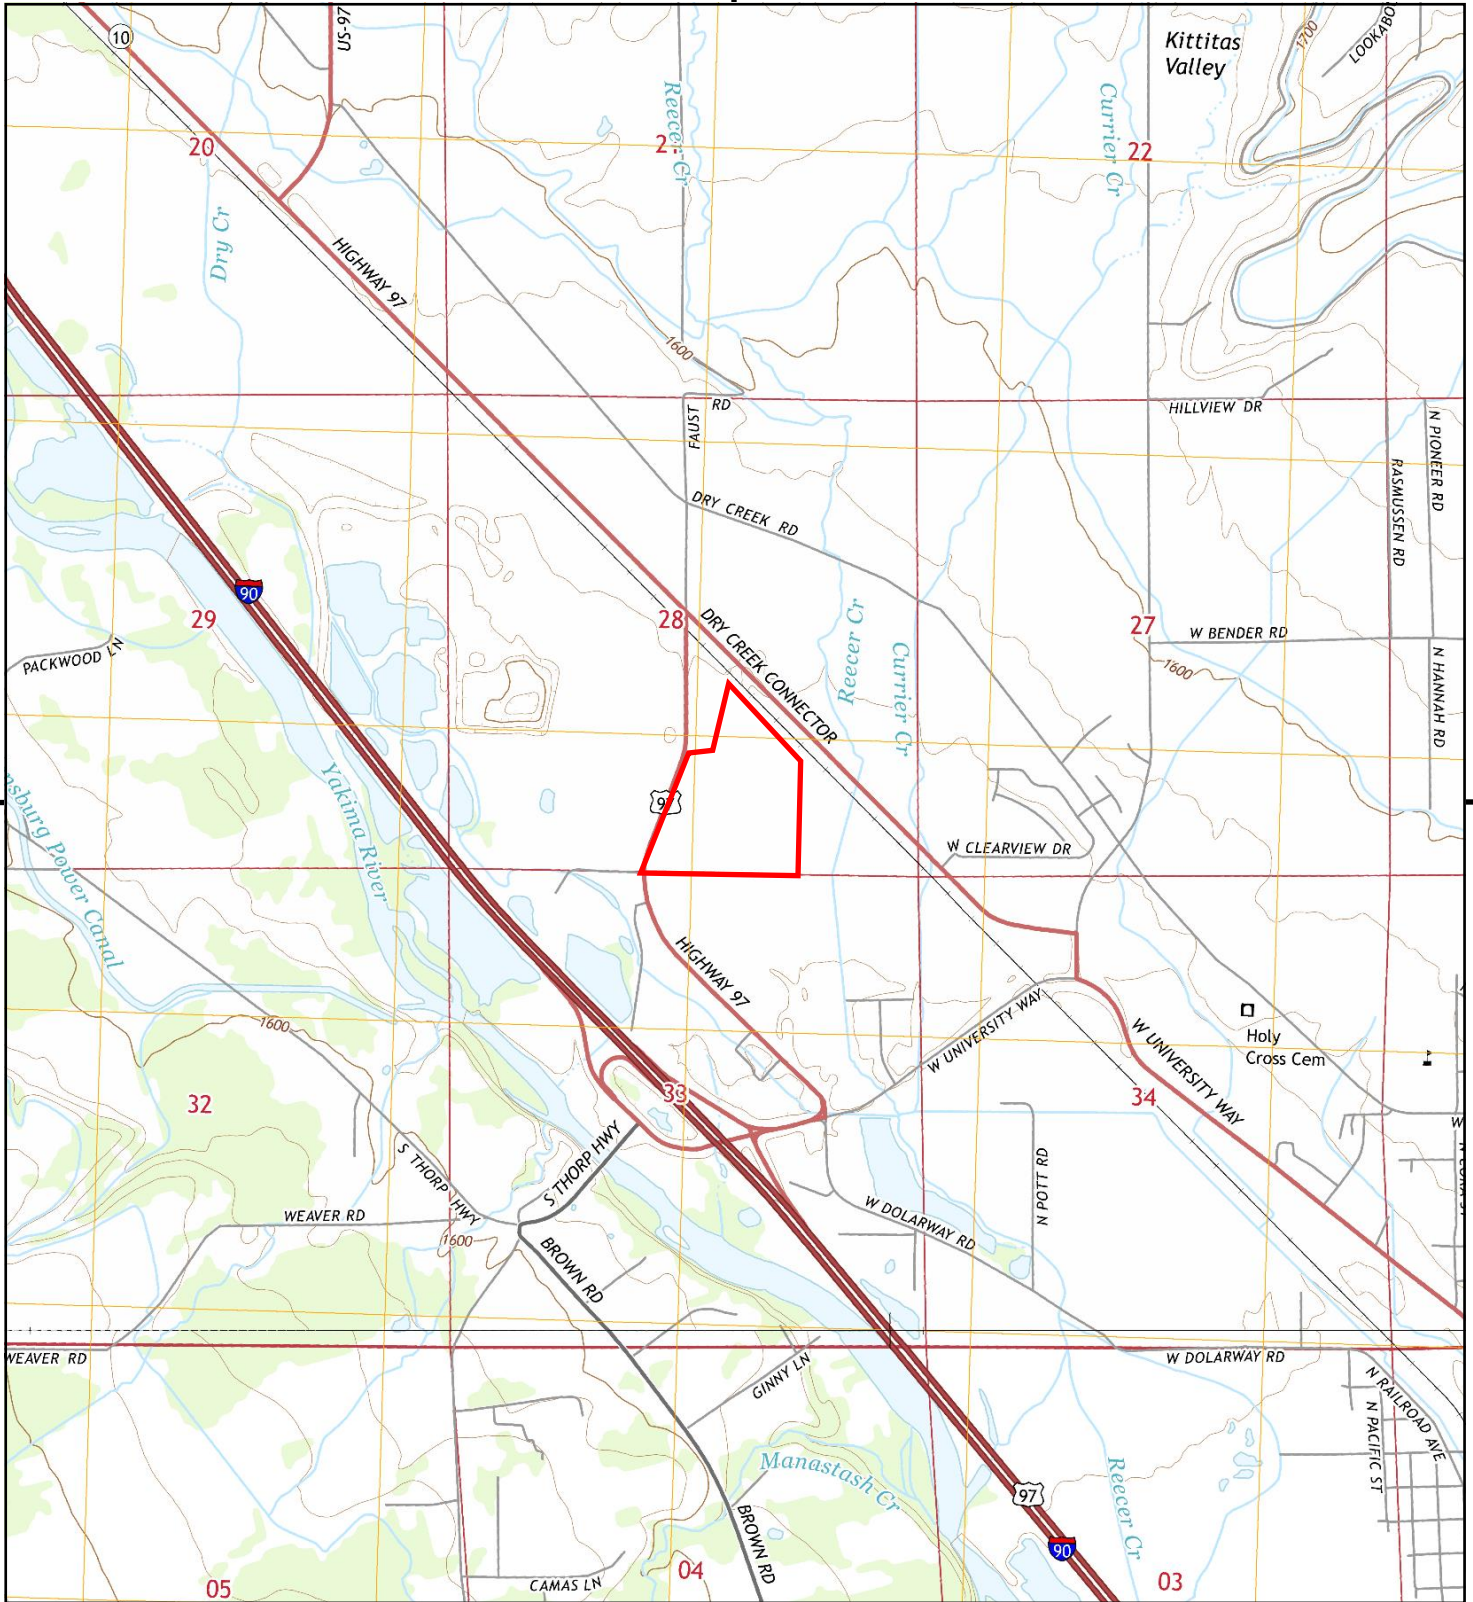 10
US-97
Kittitas
Valley
1700
Reecer Cr
Currier Cr
20
22
Dry Cr
HIGHWAY 97
1600
FAUST
RD
HILLVIEW DR
N PIONEER RD
RASMUSSEN RD
DRY CREEK RD
90
29
28
27
PACKWOOD LN
DRY CREEK CONNECTOR
Reecer Cr
Currier Cr
W BENDER RD
1600
N HANNAH RD
Yakima River
Power Canal
W CLEARVIEW DR
HIGHWAY 97
1600
W UNIVERSITY WAY
W UNIVERSITY WAY
Holy
Cross Cem
32
33
34
S THORP HWY
S THORP HWY
N POTT RD
WEAVER RD
1600
BROWN RD
W DOLARWAY RD
WEAVER RD
GINNY LN
W DOLARWAY RD
N RAILROAD AVE
N PACIFIC ST
Manastash Cr
97
Reecer Cr
BROWN RD
90
05
CAMAS LN
04
03